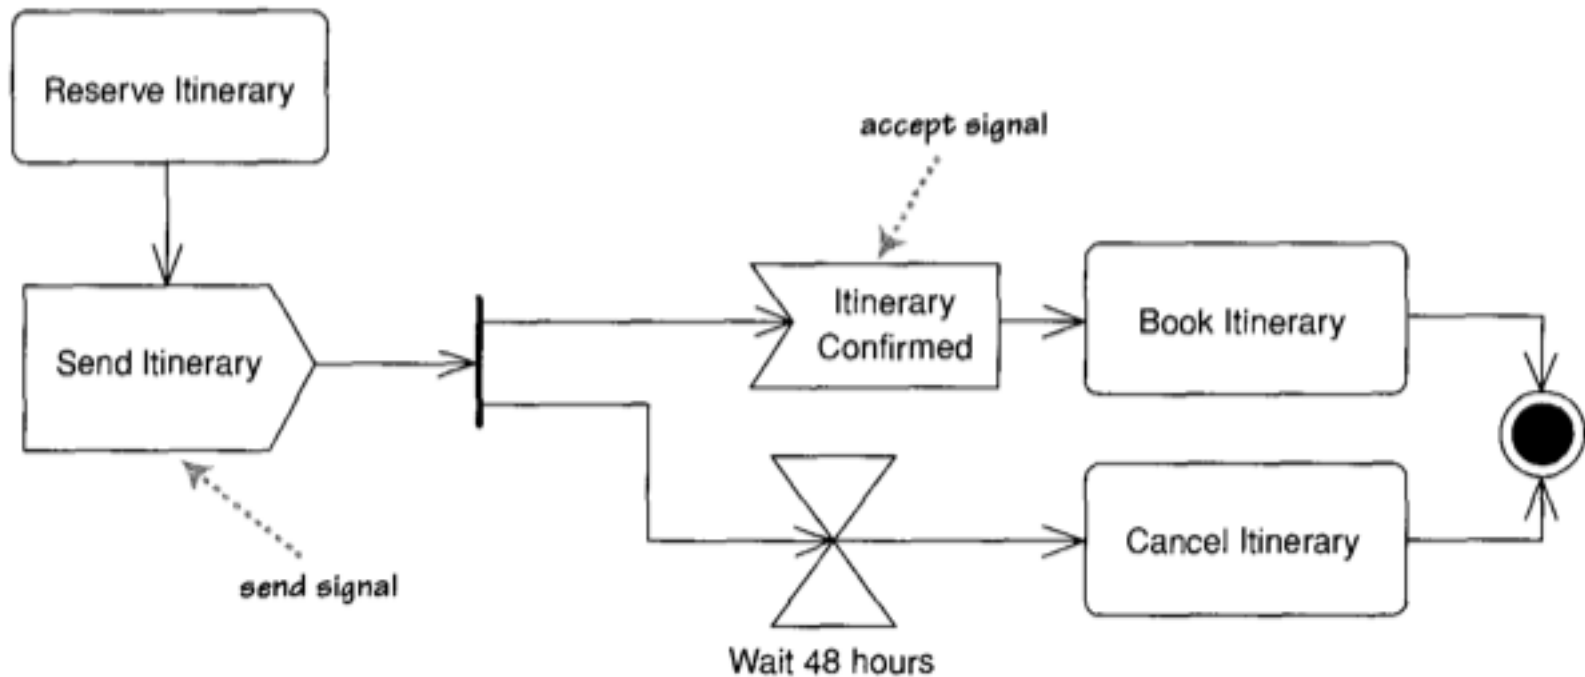 Reserve Itinerary
accept signal
Itinerary
Confirmed
Book Itinerary
Send Itinerary
Cancel Itinerary
send signal
Wait 48 hours